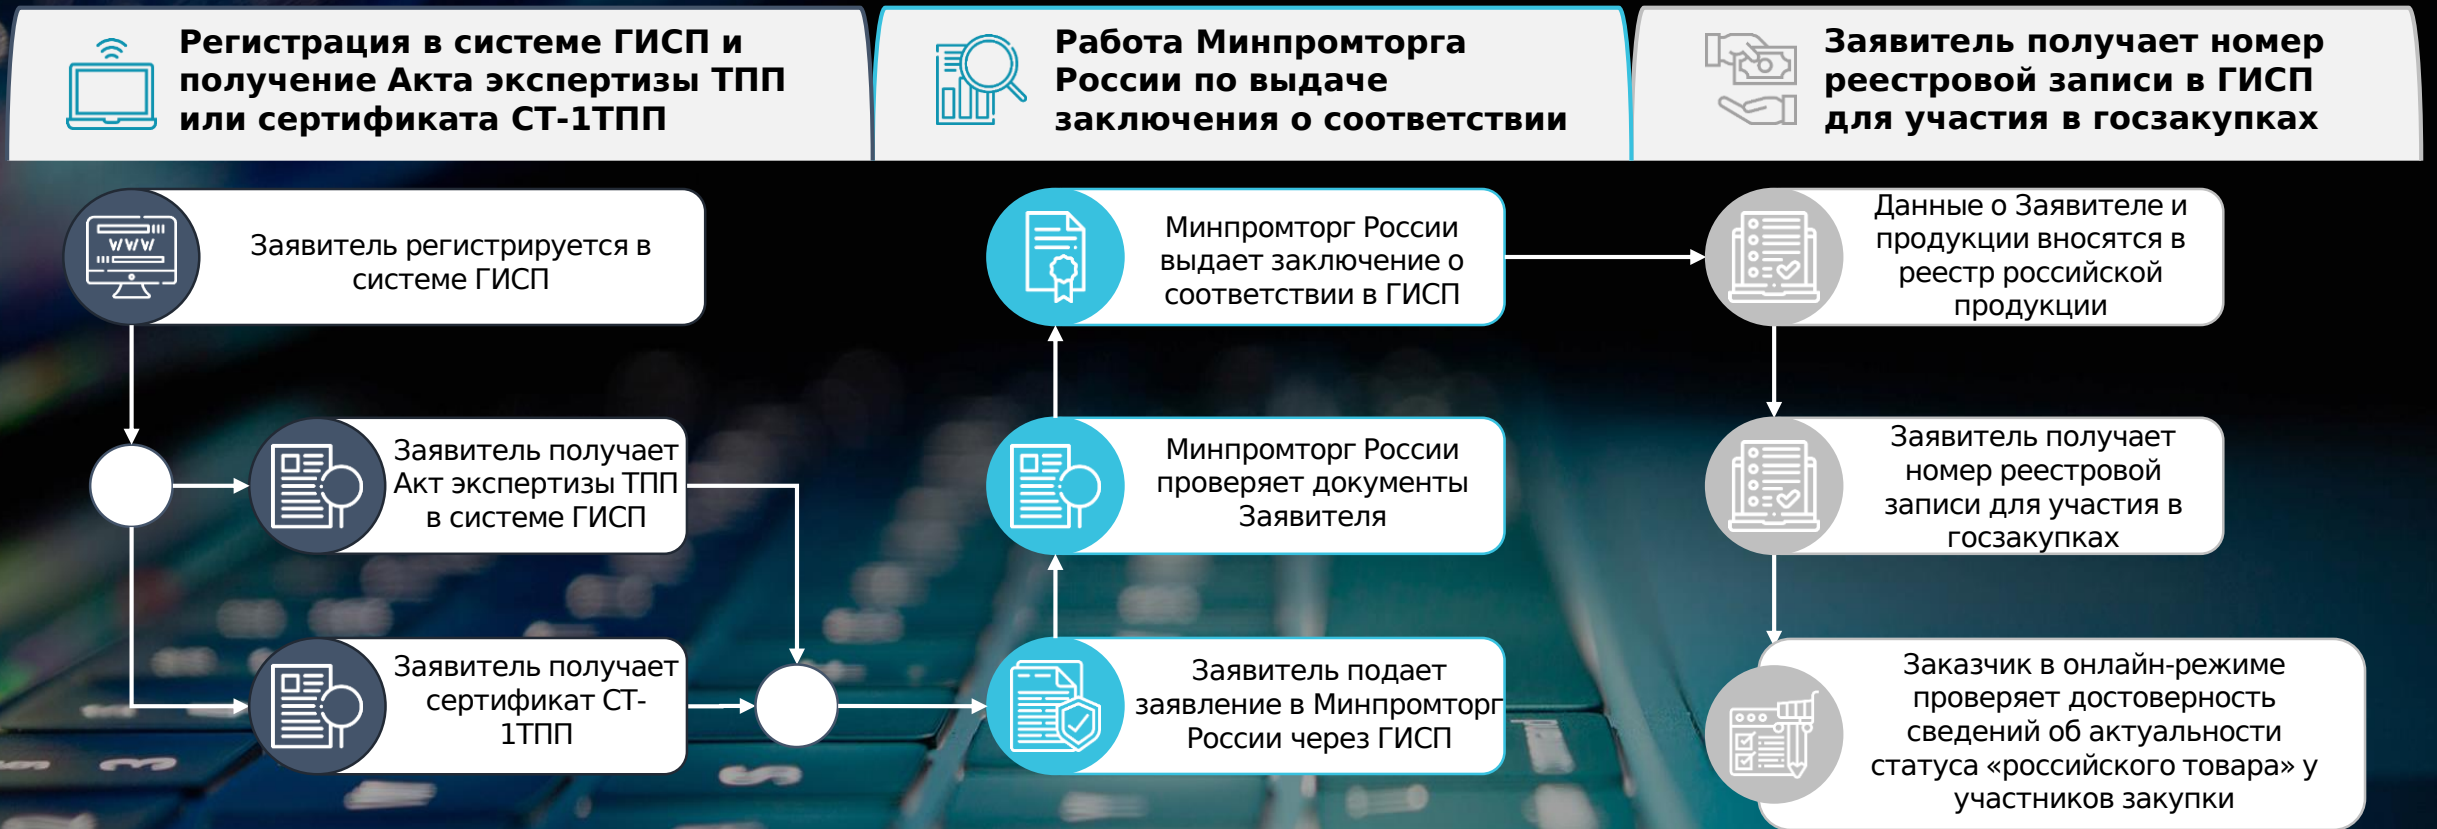 Регистрация в системе ГИСП и
получение Акта экспертизы ТПП
или сертификата СТ-1ТПП
Работа Минпромторга
России по выдаче
заключения о соответствии
Заявитель получает номер
реестровой записи в ГИСП
для участия в госзакупках
WWW
Заявитель регистрируется в
системе ГИСП
Заявитель получает
Акт экспертизы ТПП
в системе ГИСП
Заявитель получает
сертификат СТ-
1ТПП
Минпромторг России
выдает заключение о
соответствии в ГИСП
Минпромторг России
проверяет документы
Заявителя
Заявитель подает
заявление в Минпромторг
России через ГИСП
Данные о Заявителе и
продукции вносятся в
реестр российской
продукции
Заявитель получает
номер реестровой
записи для участия в
госзакупках
Заказчик в онлайн-режиме
проверяет достоверность
сведений об актуальности
статуса «российского товара» у
участников закупки